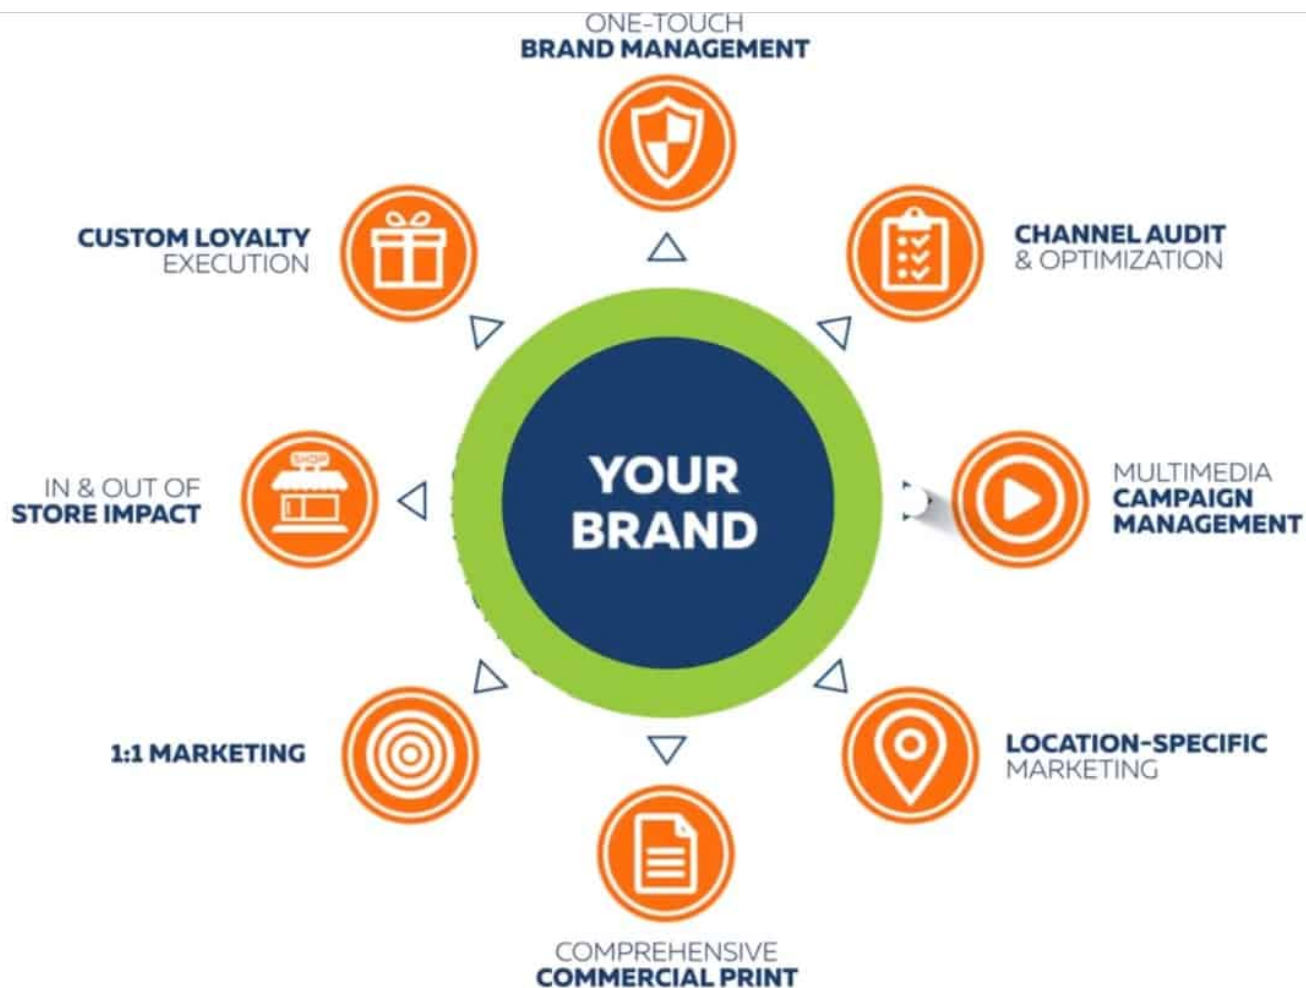 ONE-TOUCH
BRAND MANAGEMENT
CUSTOM LOYALTY
EXECUTION
CHANNEL AUDIT
& OPTIMIZATION
SHOP
IN & OUT OF
STORE IMPACT
YOUR
BRAND
MULTIMEDIA
CAMPAIGN
MANAGEMENT
1:1 MARKETING
LOCATION-SPECIFIC
MARKETING
COMPREHENSIVE
COMMERCIAL PRINT